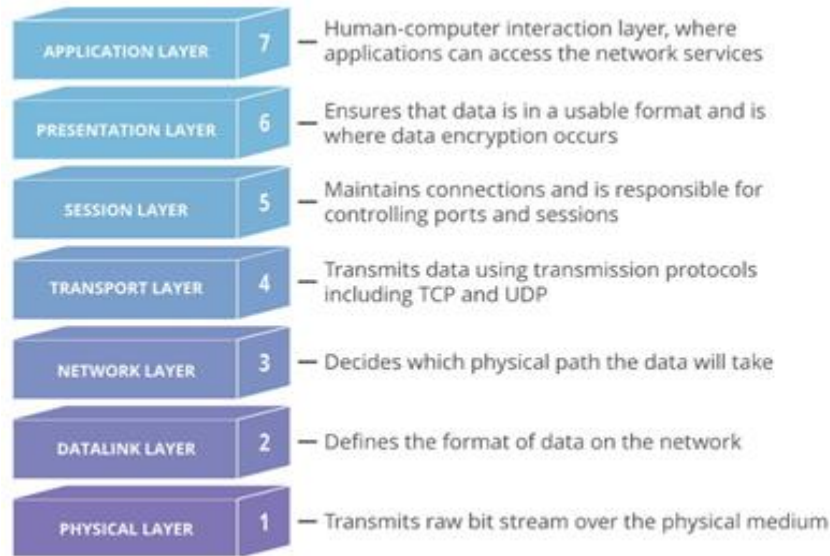 APPLICATION LAYER 7 — Human-computer interaction layer, where
applications can access the network services
PRESENTATION LAYER 6 — Ensures that data is in a usable format and is
where data encryption occurs
SESSION LAYER 5 — Maintains connections and is responsible for
controlling ports and sessions
TRANSPORT LAYER 4 — Transmits data using transmission protocols
including TCP and UDP
NETWORK LAYER 3 — Decides which physical path the data will take
DATALINK LAYER 2 — Defines the format of data on the network
PHYSICAL LAYER 1 — Transmits raw bit stream over the physical medium